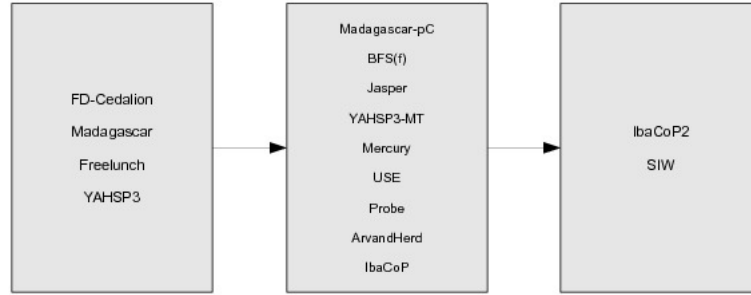 FD-Cedalion
Madagascar
Freelunch
YAHSP3
Madagascar-pC
BFS(f)
Jasper
YAHSP3-MT
Mercury
USE
Probe
ArvandHerd
IbaCoP
IbaCoP2
SIW